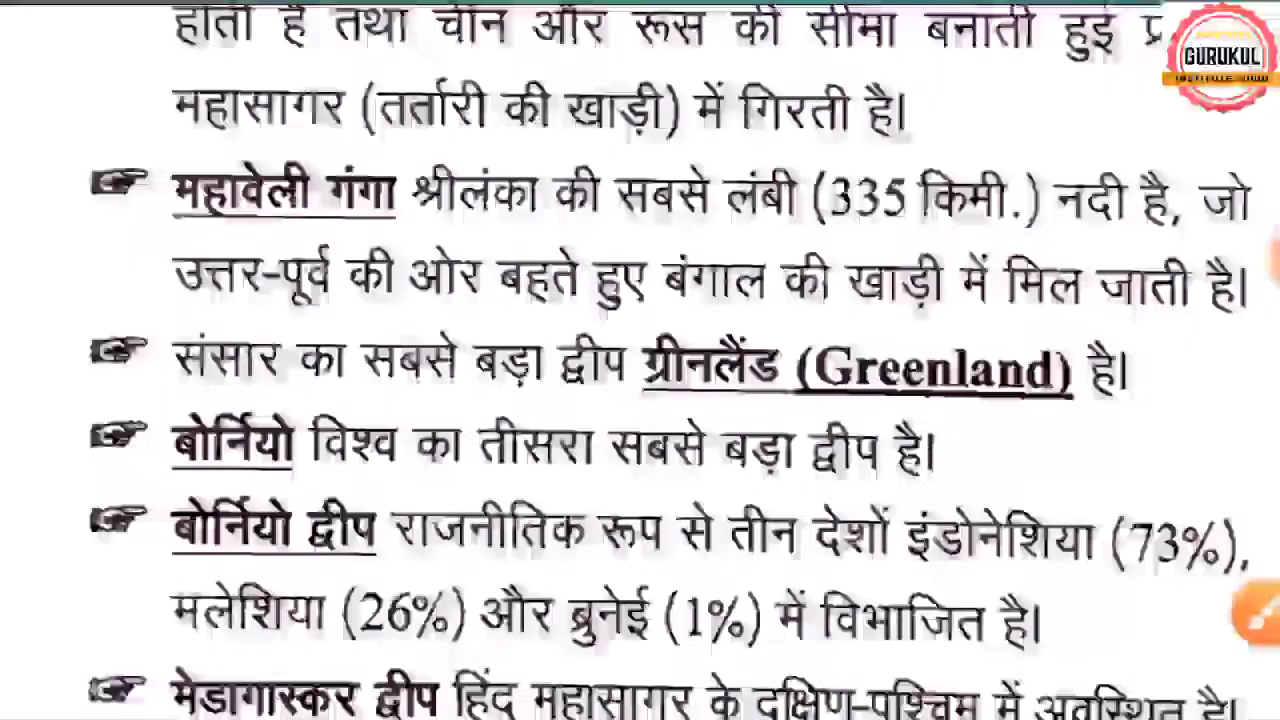 होती है तथा चीन और रूस की सीमा बनाती हुई
महासागर (तर्तारी की खाड़ी) में गिरती है।
महावेली गंगा श्रीलंका की सबसे लंबी (335 किमी.) नदी है, जो
उत्तर-पूर्व की ओर बहते हुए बंगाल की खाड़ी में मिल जाती है।
संसार का सबसे बड़ा द्वीप ग्रीनलैंड (Greenland) है।
बोर्नियो विश्व का तीसरा सबसे बड़ा द्वीप है।
बोर्नियो द्वीप राजनीतिक रूप से तीन देशों इंडोनेशिया (73%),
मलेशिया (26%) और ब्रुनेई (1%) में विभाजित है।
मेडागास्कर द्वीप हिंद महासागर के दक्षिण-पश्चिम में अवस्थित है।
GURUKUL